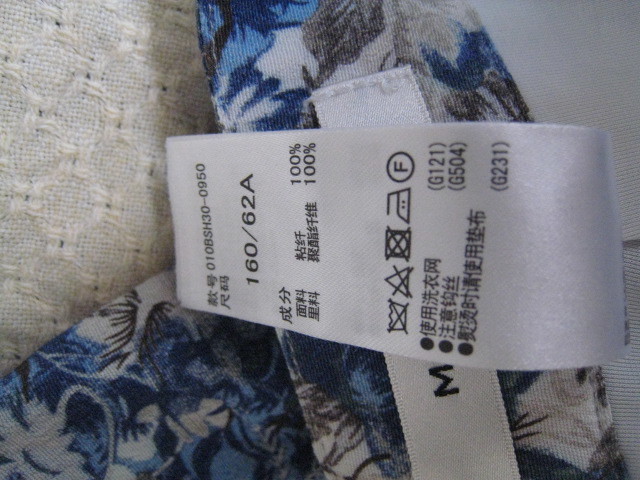 款号 010BSH30-0950
尺码 160/62A
成分
面料 粘纤 100%
里料 聚酯纤维 100%
F
●使用洗衣网 (G121)
●注意钩丝 (G504)
●熨烫时请使用垫布 (G231)
M